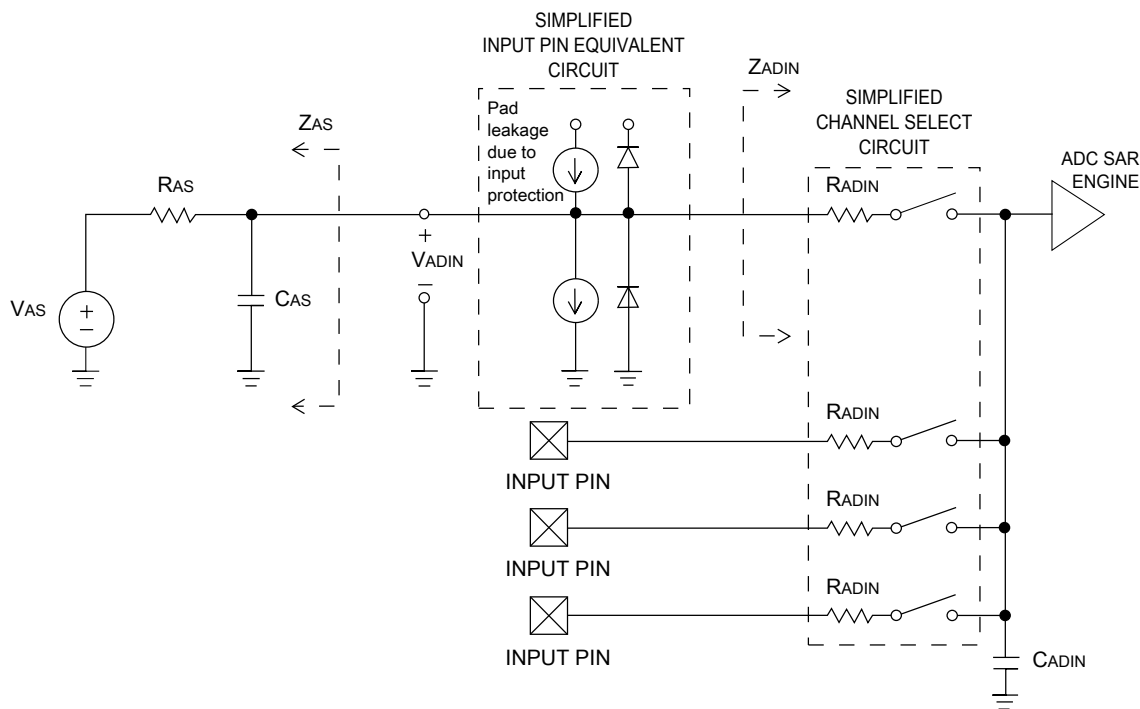 SIMPLIFIED
INPUT PIN EQUIVALENT
CIRCUIT
ZADIN
SIMPLIFIED
CHANNEL SELECT
CIRCUIT
ADC SAR
ENGINE
Pad
leakage
due to
input
protection
ZAS
RAS
RADIN
+
VADIN
–
CAS
VAS
+
–
RADIN
INPUT PIN
RADIN
INPUT PIN
RADIN
INPUT PIN
CADIN